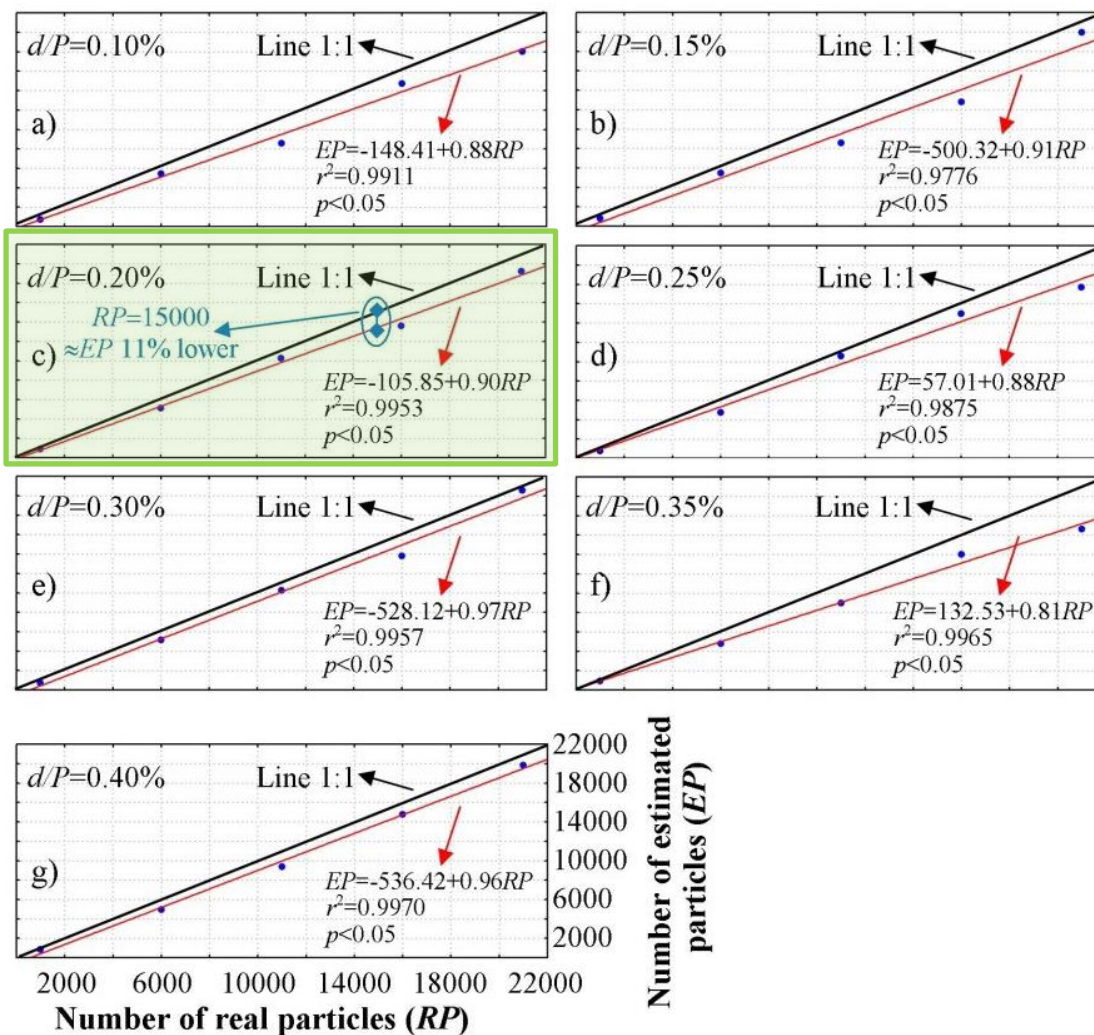 d/P=0.10%
Line 1:1
a)
EP=-148.41+0.88RP
r²=0.9911
p<0.05
d/P=0.15%
Line 1:1
b)
EP=-500.32+0.91RP
r²=0.9776
p<0.05
d/P=0.20%
Line 1:1
RP=15000
≈EP 11% lower
c)
EP=-105.85+0.90RP
r²=0.9953
p<0.05
d/P=0.25%
Line 1:1
d)
EP=57.01+0.88RP
r²=0.9875
p<0.05
d/P=0.30%
Line 1:1
e)
EP=-528.12+0.97RP
r²=0.9957
p<0.05
d/P=0.35%
Line 1:1
f)
EP=132.53+0.81RP
r²=0.9965
p<0.05
d/P=0.40%
Line 1:1
g)
EP=-536.42+0.96RP
r²=0.9970
p<0.05
22000
18000
14000
10000
6000
2000
Number of estimated
particles (EP)
2000 6000 10000 14000 18000 22000
Number of real particles (RP)